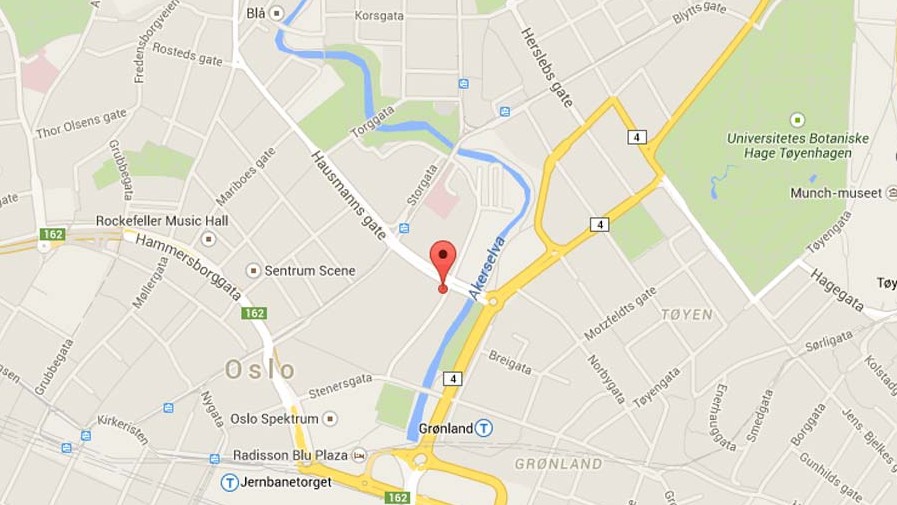 Blå
Korsgata
Blytts gate
Fredensborgveien
Rosteds gate
Herslebs gate
Thor Olsens gate
Torggata
4
Universitetes Botaniske
Hage Tøyenhagen
Grubbegata
Mariboes gate
Hausmanns gate
Storgata
Munch-museet
gate
Rockefeller Music Hall
162
Hammersborggata
4
Tøyengata
Akerselva
Sentrum Scene
Møllergata
Hagegata
Tøy
162
Motzfeldts gate
TØYEN
Grubbegata
Oslo
Breigata
Sørligata
Stenersgata
4
Norbygata
Tøyengata
Kolstadg
Nygata
Enerhauggata
Smedgata
Borggata
Jens Bjelkes g
Oslo Spektrum
Grønland T
Kirkeristen
Radisson Blu Plaza
GRØNLAND
Gunhilds gate
T Jernbanetorget
162